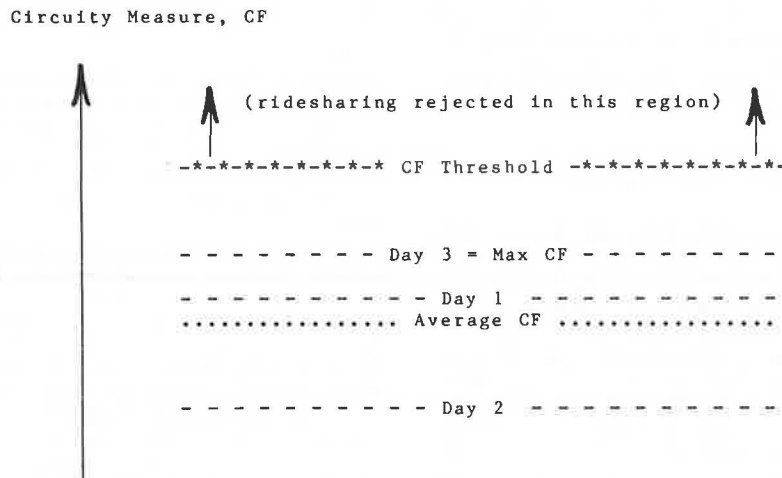 Circuity Measure, CF
(ridesharing rejected in this region)
-*-*-*-*-*-*-*-* CF Threshold -*-*-*-*-*-*-*-*-
- - - - - - - - Day 3 = Max CF - - - - - - - -
- - - - - - - - - - Day 1 - - - - - - - - - -
................. Average CF .................
- - - - - - - - - - Day 2 - - - - - - - - - -